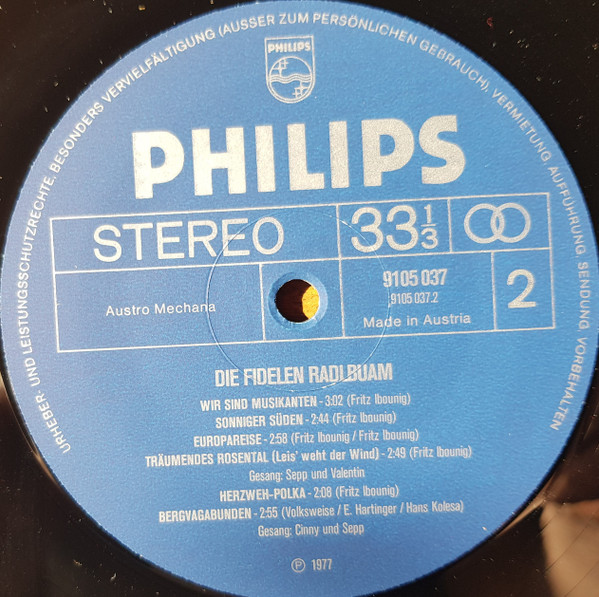 URHEBER- UND LEISTUNGSSCHUTZRECHTE, BESONDERS VERVIELFÄLTIGUNG (AUSSER ZUM PERSÖNLICHEN GEBRAUCH), VERMIETUNG, AUFFÜHRUNG, SENDUNG VORBEHALTEN
PHILIPS
PHILIPS
STEREO
33 1/3
Austro Mechana
9105 037
9105 037.2
Made in Austria
2
DIE FIDELEN RADLBUAM
WIR SIND MUSIKANTEN - 3:02 (Fritz Ibounig)
SONNIGER SÜDEN - 2:44 (Fritz Ibounig)
EUROPAREISE - 2:58 (Fritz Ibounig / Fritz Ibounig)
TRÄUMENDES ROSENTAL (Leis' weht der Wind) - 2:49 (Fritz Ibounig)
Gesang: Sepp und Valentin
HERZWEH-POLKA - 2:08 (Fritz Ibounig)
BERGVAGABUNDEN - 2:55 (Volksweise / E. Hartinger / Hans Kolesa)
Gesang: Cinny und Sepp
℗ 1977